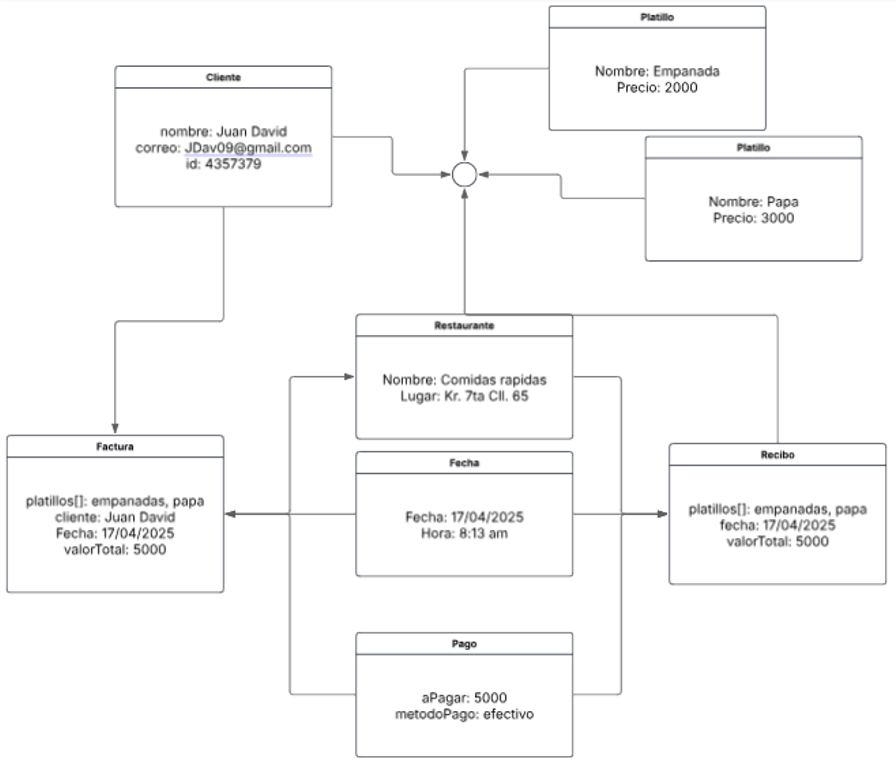 Platillo
Nombre: Empanada
Precio: 2000
Cliente
nombre: Juan David
correo: JDav09@gmail.com
id: 4357379
Platillo
Nombre: Papa
Precio: 3000
Restaurante
Nombre: Comidas rapidas
Lugar: Kr. 7ta Cll. 65
Factura
platillos[]: empanadas, papa
cliente: Juan David
Fecha: 17/04/2025
valorTotal: 5000
Fecha
Fecha: 17/04/2025
Hora: 8:13 am
Recibo
platillos[]: empanadas, papa
fecha: 17/04/2025
valorTotal: 5000
Pago
aPagar: 5000
metodoPago: efectivo